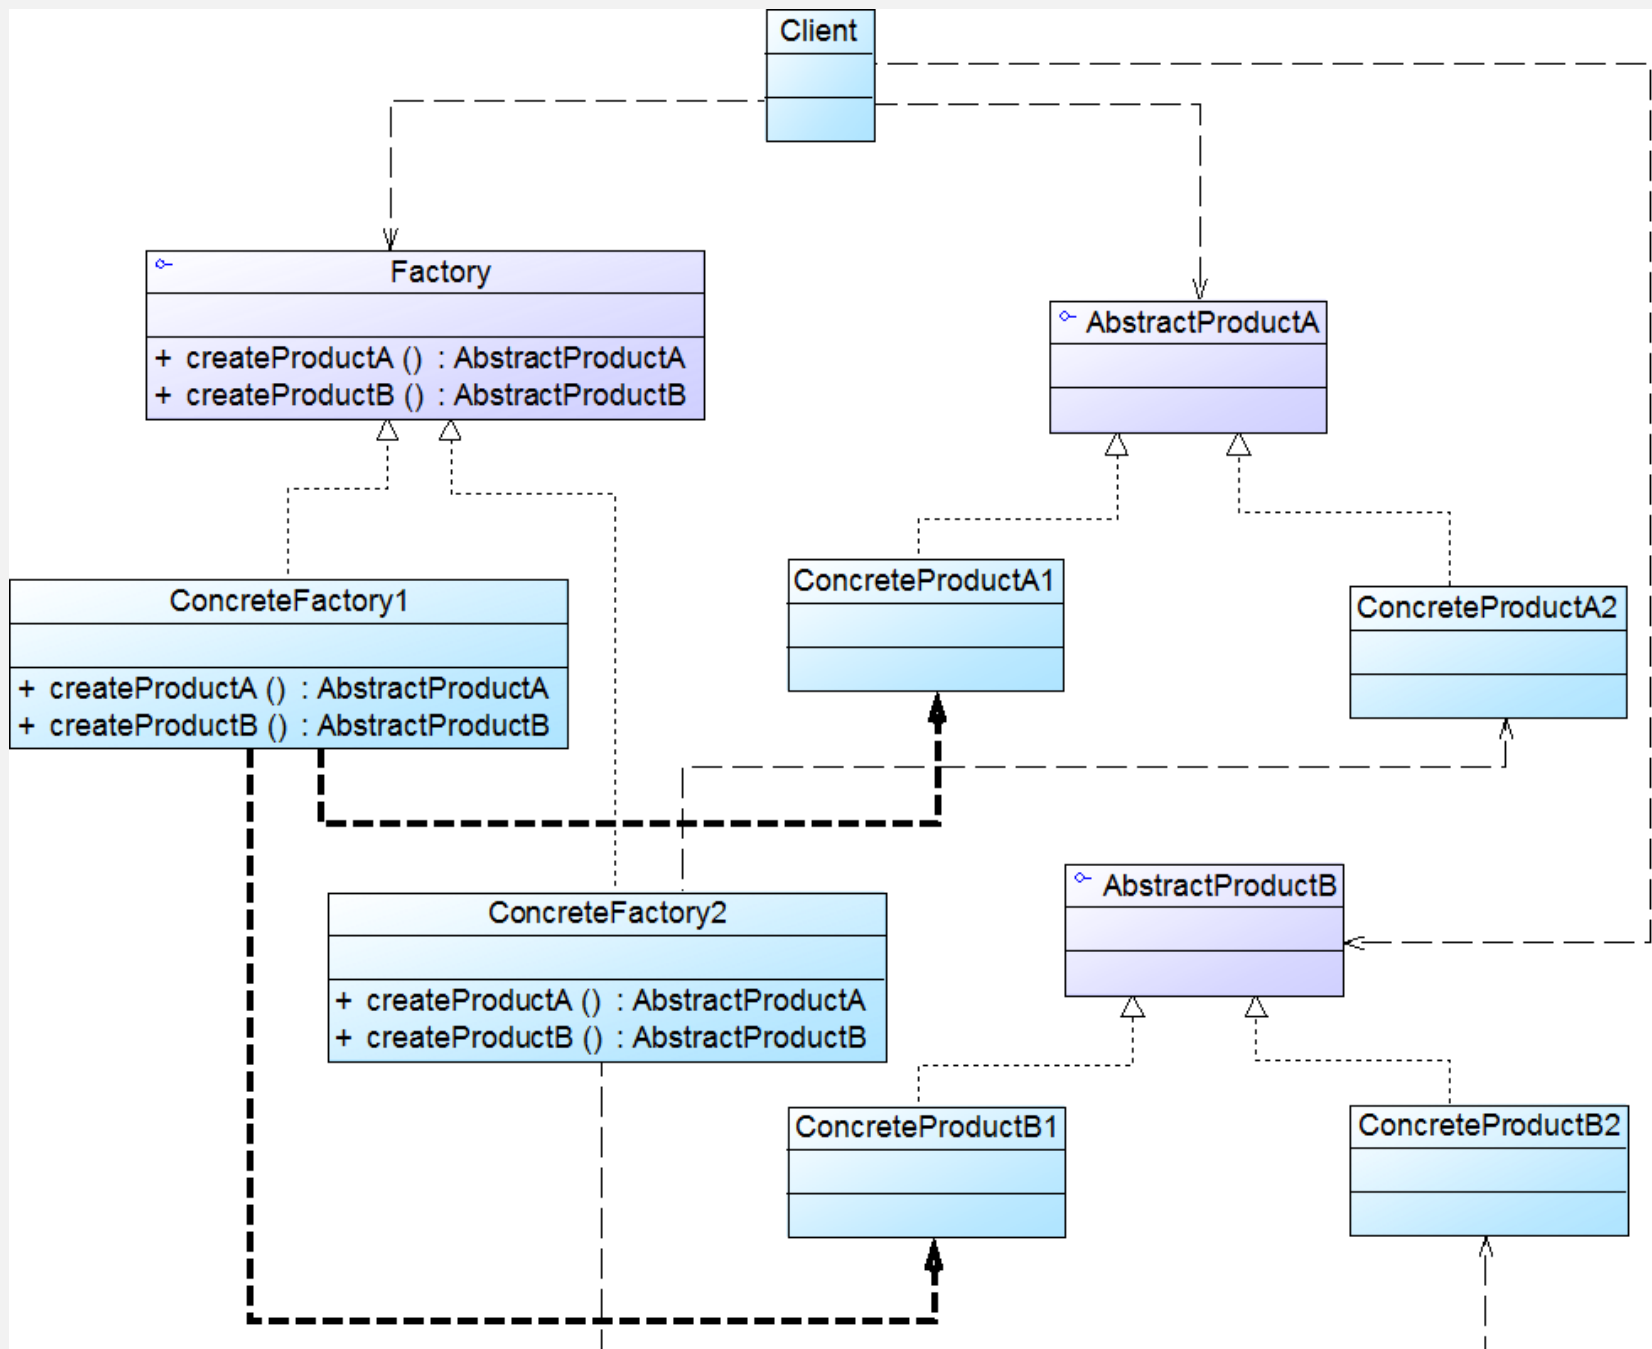 Client
Factory
+ createProductA () : AbstractProductA
+ createProductB () : AbstractProductB
AbstractProductA
ConcreteFactory1
+ createProductA () : AbstractProductA
+ createProductB () : AbstractProductB
ConcreteProductA1
ConcreteProductA2
ConcreteFactory2
+ createProductA () : AbstractProductA
+ createProductB () : AbstractProductB
AbstractProductB
ConcreteProductB1
ConcreteProductB2